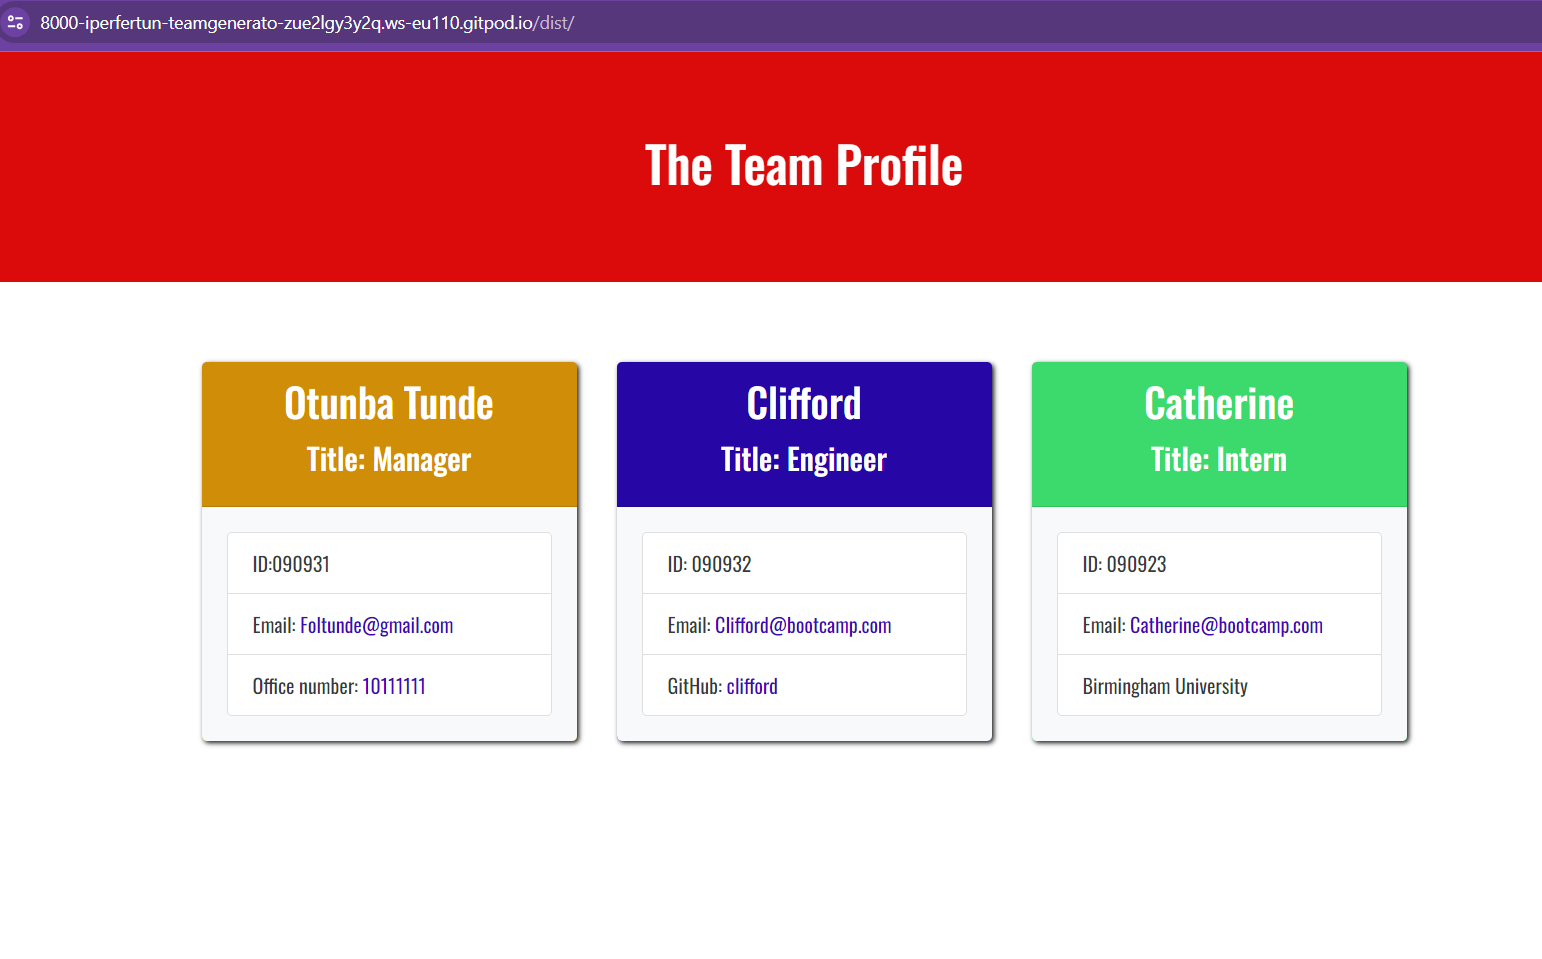 8000-iperfertun-teamgenerato-zue2lgy3y2q.ws-eu110.gitpod.io/dist/
The Team Profile
Otunba Tunde
Title: Manager
ID:090931
Email: Foltunde@gmail.com
Office number: 10111111
Clifford
Title: Engineer
ID: 090932
Email: Clifford@bootcamp.com
GitHub: clifford
Catherine
Title: Intern
ID: 090923
Email: Catherine@bootcamp.com
Birmingham University